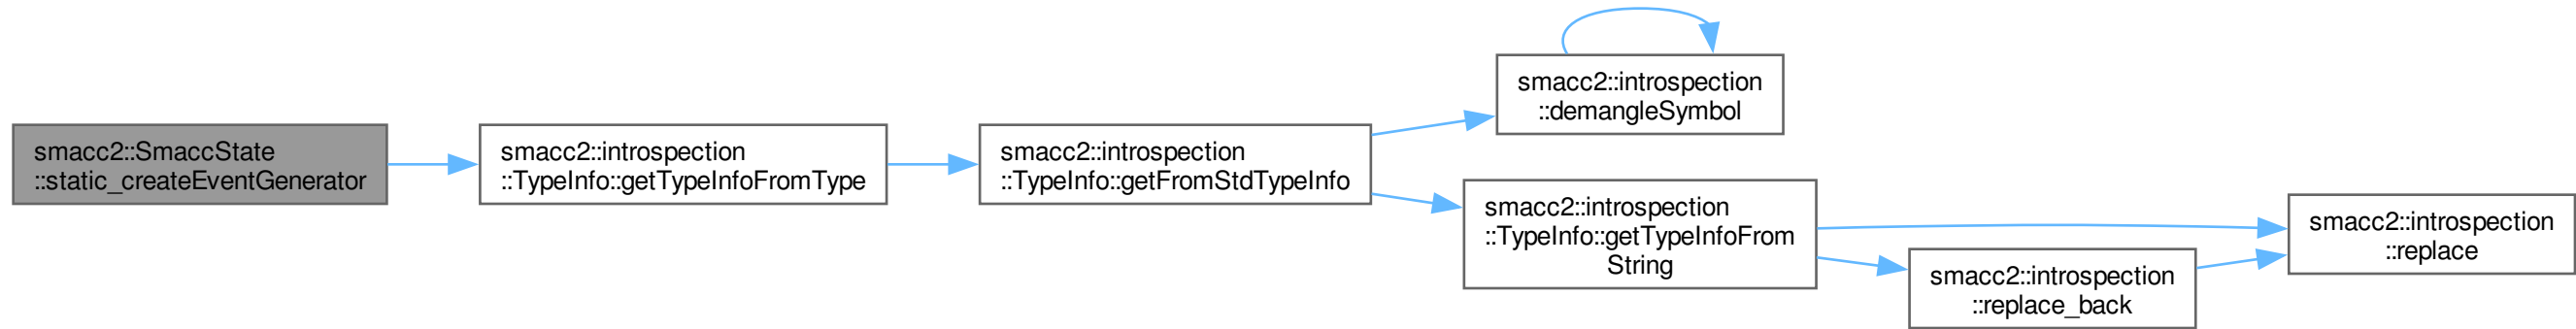 smacc2::SmaccState
::static_createEventGenerator
smacc2::introspection
::TypeInfo::getTypeInfoFromType
smacc2::introspection
::TypeInfo::getFromStdTypeInfo
smacc2::introspection
::demangleSymbol
smacc2::introspection
::TypeInfo::getTypeInfoFrom
String
smacc2::introspection
::replace_back
smacc2::introspection
::replace